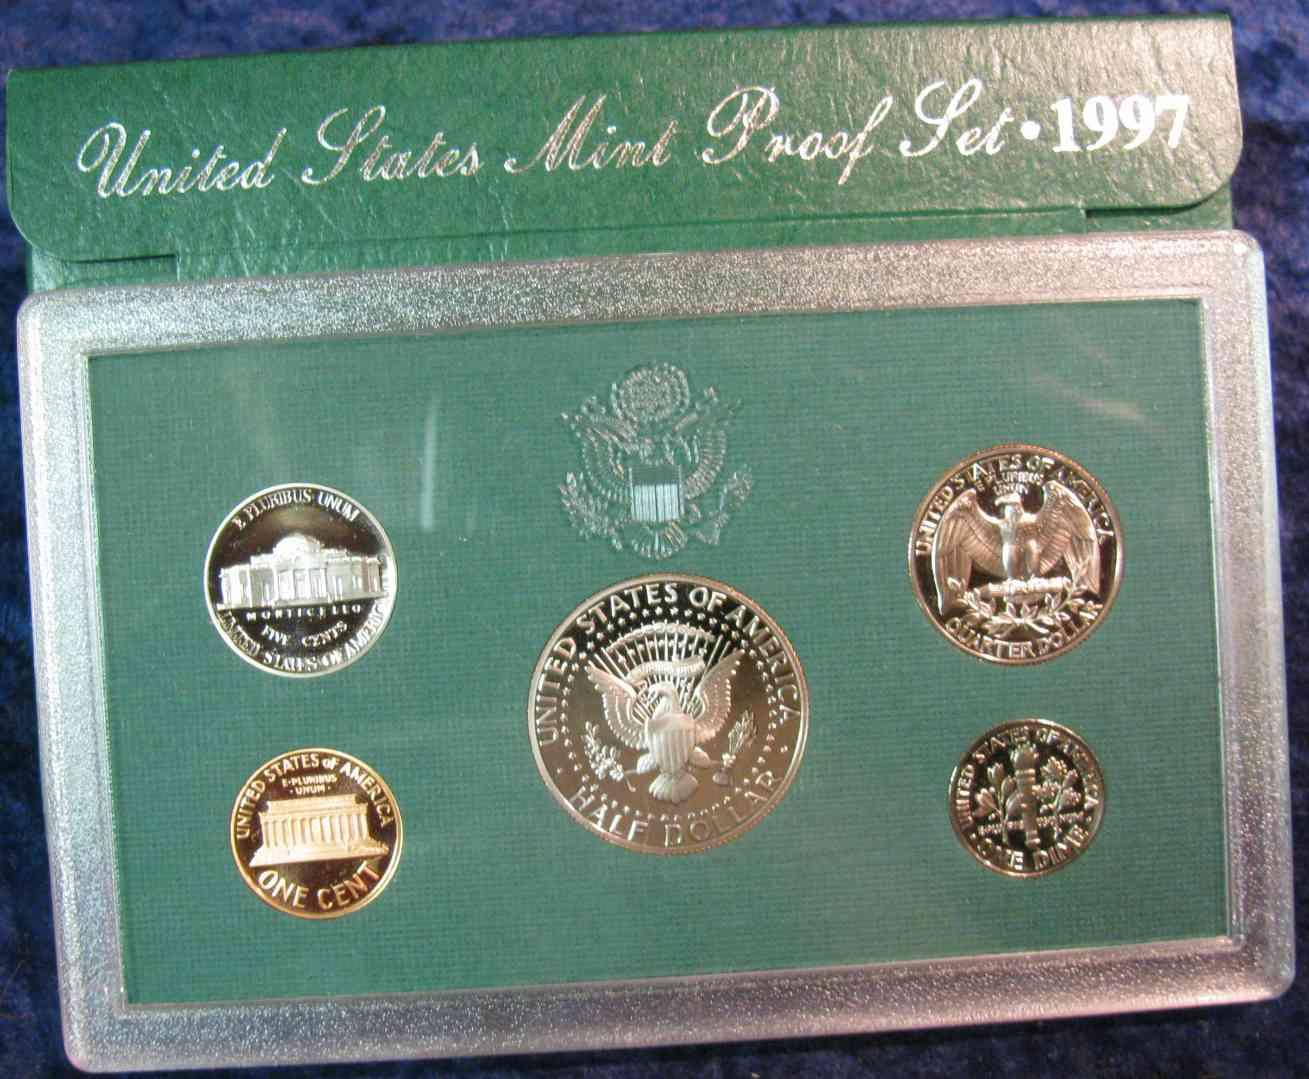 United States Mint Proof Set • 1997
E PLURIBUS UNUM
MONTICELLO
FIVE CENTS
UNITED STATES OF AMERICA
UNITED STATES OF AMERICA
E · PLURIBUS
· UNUM ·
ONE CENT
UNITED STATES OF AMERICA
HALF DOLLAR
UNITED STATES OF AMERICA
E PLURIBUS
UNUM
QUARTER DOLLAR
UNITED STATES OF AMERICA
· ONE DIME ·